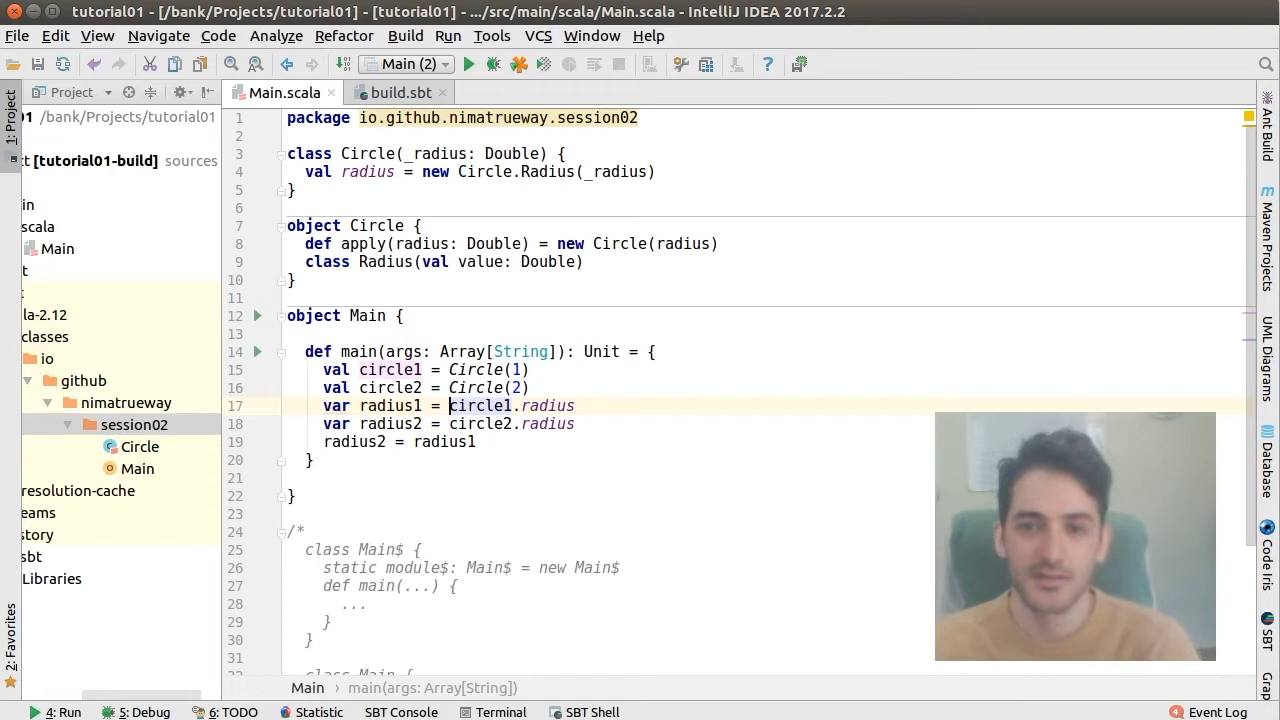 tutorial01 - [/bank/Projects/tutorial01] - [tutorial01] - .../src/main/scala/Main.scala - IntelliJ IDEA 2017.2.2
File Edit View Navigate Code Analyze Refactor Build Run Tools VCS Window Help
Main (2)
1: Project
Project
Main.scala
build.sbt
01 /bank/Projects/tutorial01
ct [tutorial01-build] sources
in
scala
Main
t
la-2.12
classes
io
github
nimatrueway
session02
Circle
Main
resolution-cache
eams
story
sbt
Libraries
2: Favorites
1 package io.github.nimatrueway.session02
2
3 class Circle(_radius: Double) {
4 val radius = new Circle.Radius(_radius)
5 }
6
7 object Circle {
8 def apply(radius: Double) = new Circle(radius)
9 class Radius(val value: Double)
10 }
11
12 object Main {
13
14 def main(args: Array[String]): Unit = {
15 val circle1 = Circle(1)
16 val circle2 = Circle(2)
17 var radius1 = circle1.radius
18 var radius2 = circle2.radius
19 radius2 = radius1
20 }
21
22 }
23
24 /*
25 class Main$ {
26 static module$: Main$ = new Main$
27 def main(...) {
28 ...
29 }
30 }
31
class Main {
Main › main(args: Array[String])
Ant Build
Maven Projects
UML Diagrams
Database
Code Iris
SBT
Grap
4: Run 5: Debug 6: TODO Statistic SBT Console Terminal SBT Shell 4 Event Log